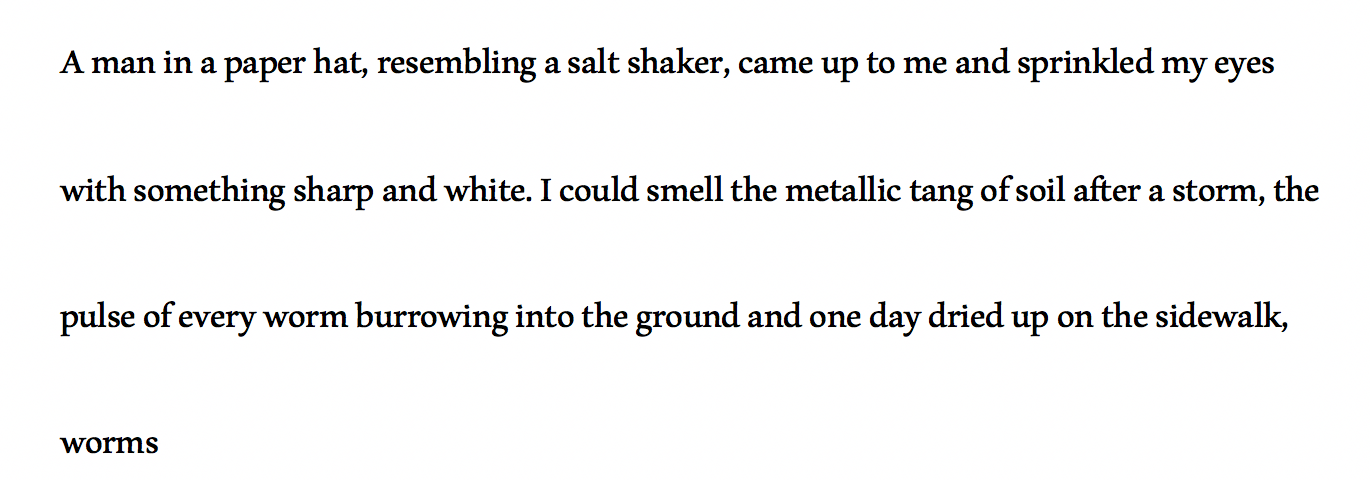 A man in a paper hat, resembling a salt shaker, came up to me and sprinkled my eyes
with something sharp and white. I could smell the metallic tang of soil after a storm, the
pulse of every worm burrowing into the ground and one day dried up on the sidewalk,
worms